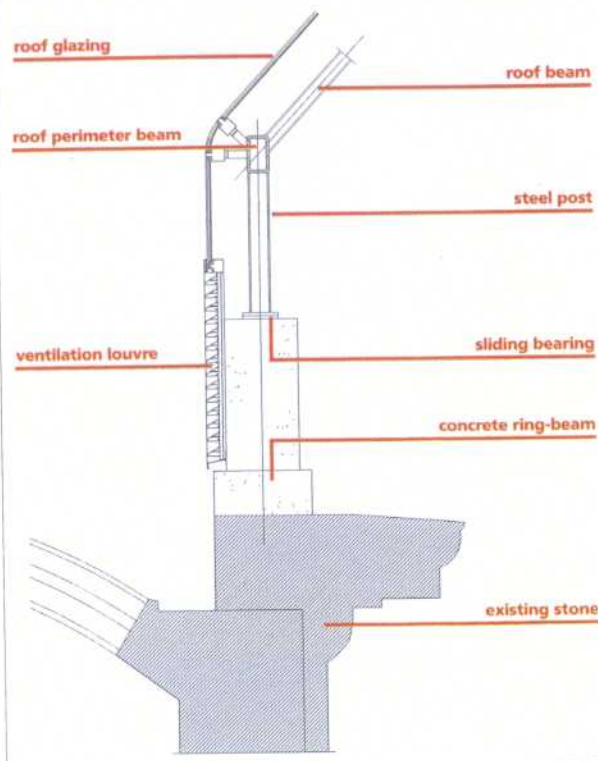 roof glazing
roof beam
roof perimeter beam
steel post
ventilation louvre
sliding bearing
concrete ring-beam
existing stone